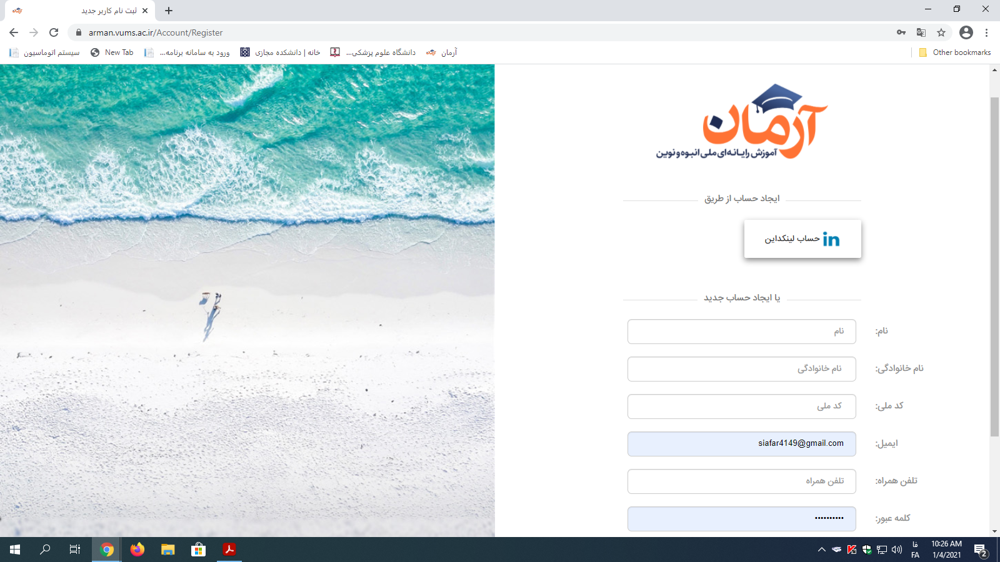 ثبت نام کاربر جدید
arman.vums.ac.ir/Account/Register
سیستم اتوماسیون
New Tab
ورود به سامانه برنامه...
خانه | دانشکده مجازی
دانشگاه علوم پزشکی...
آرمان
Other bookmarks
آرمان
آموزش رایانه‌ای ملی انبوه و نوین
ایجاد حساب از طریق
in حساب لینکداین
یا ایجاد حساب جدید
نام:
نام
نام خانوادگی:
نام خانوادگی
کد ملی:
کد ملی
ایمیل:
siafar4149@gmail.com
تلفن همراه:
تلفن همراه
کلمه عبور:
••••••••••
فا
FA
10:26 AM
1/4/2021
2